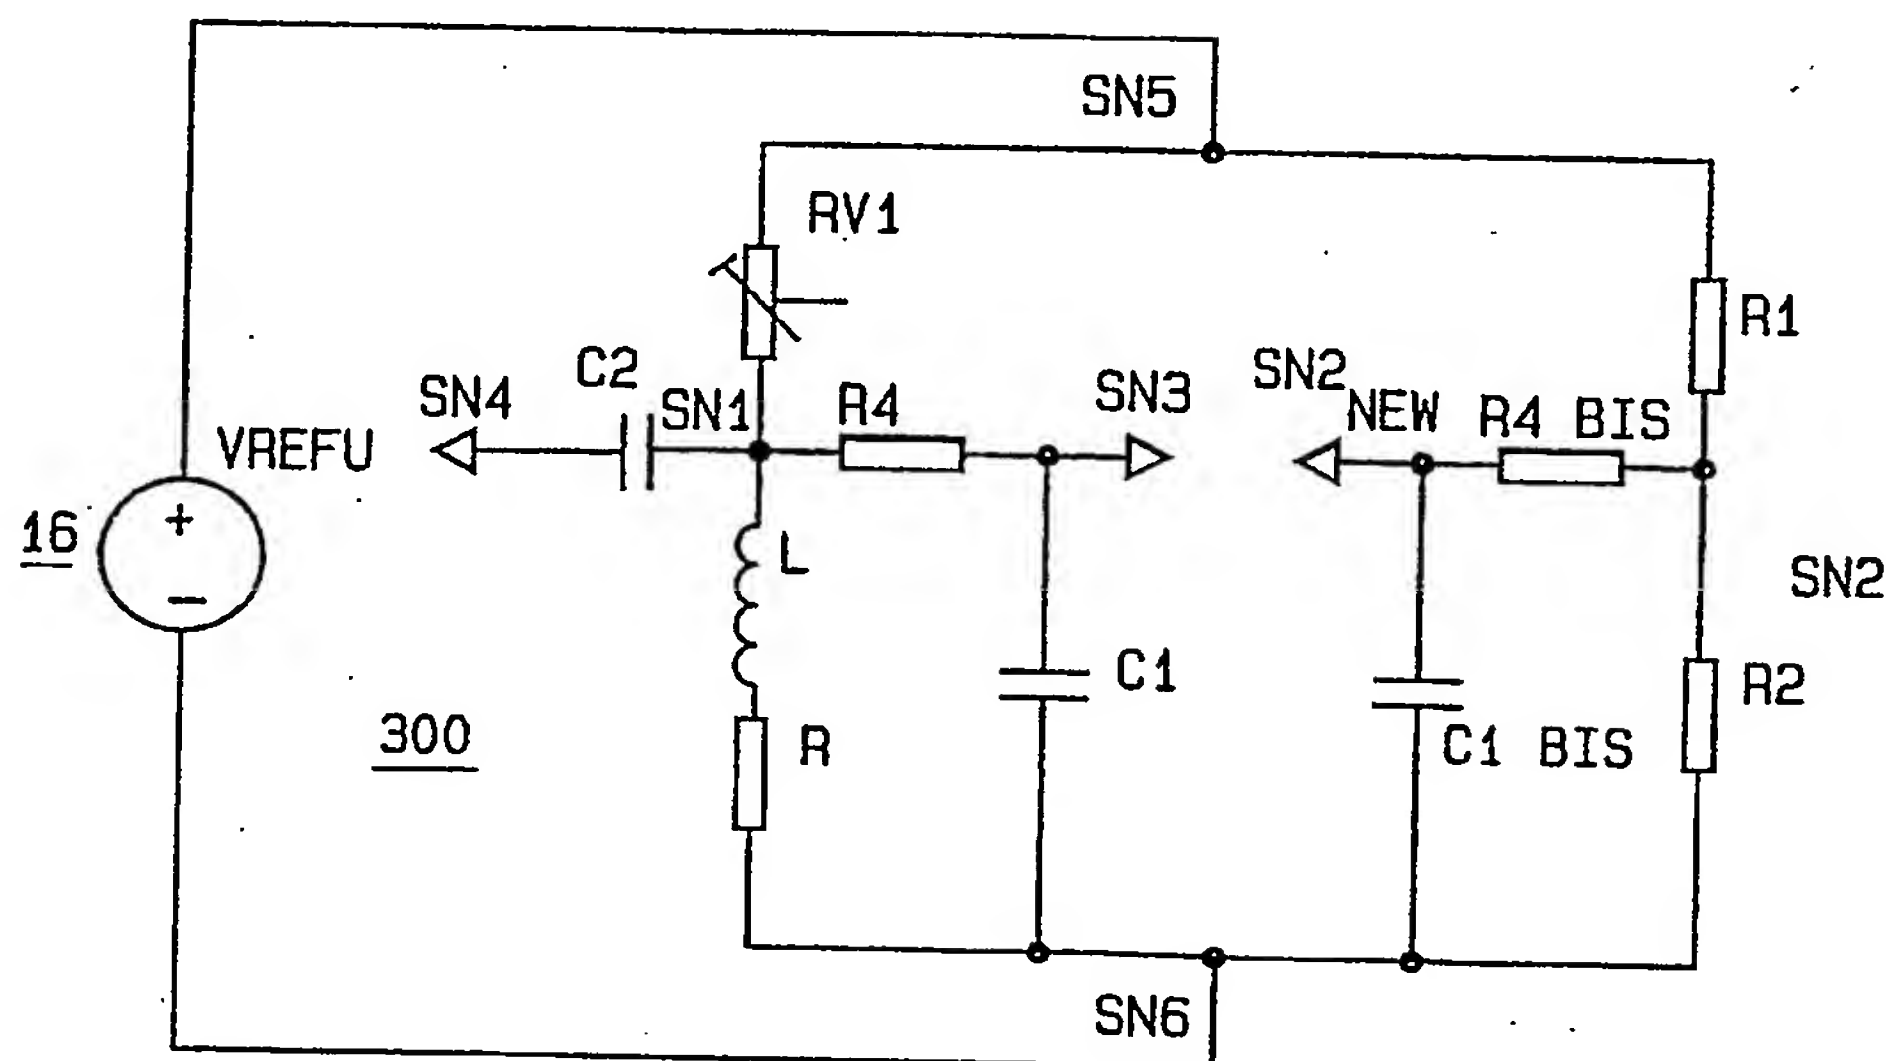 SN5
RV1
R1
C2
SN4
SN1
R4
SN3
SN2
NEW
R4 BIS
VREFU
+
16
−
L
SN2
C1
R2
300
R
C1 BIS
SN6